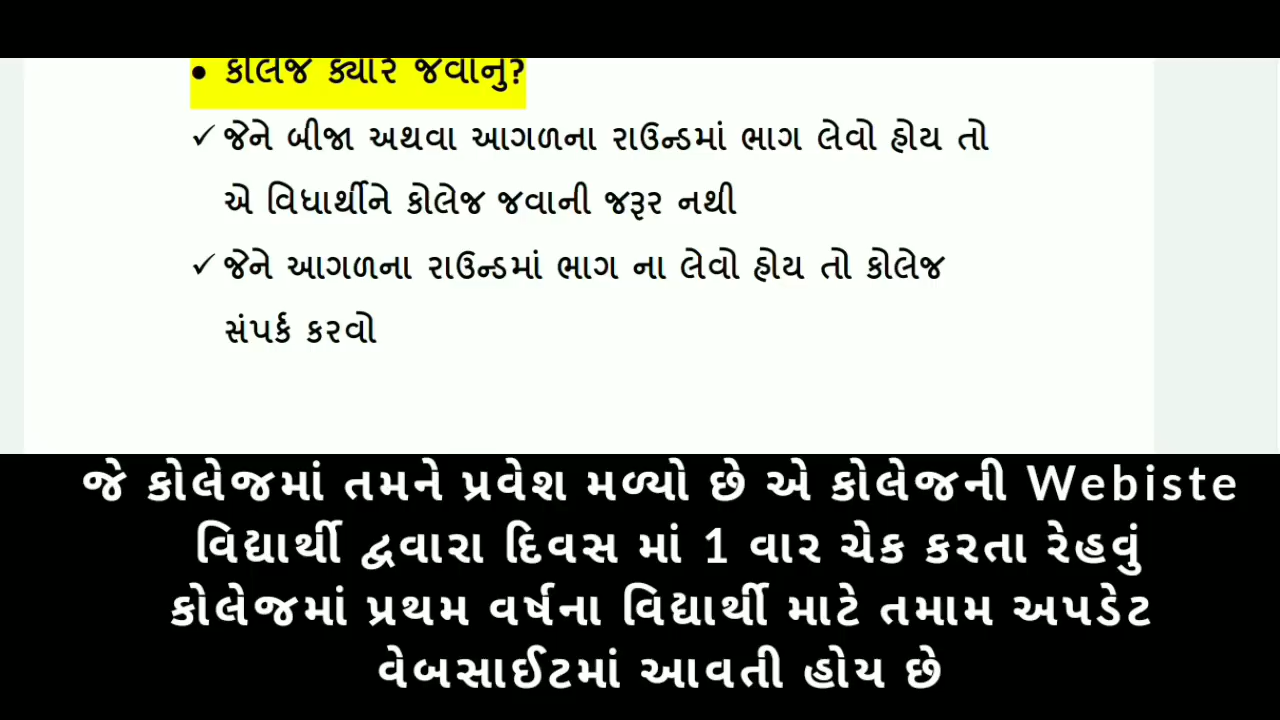 • કોલેજ ક્યારે જવાનું?
✓ જેને બીજા અથવા આગળના રાઉન્ડમાં ભાગ લેવો હોય તો
એ વિધાર્થીને કોલેજ જવાની જરૂર નથી
✓ જેને આગળના રાઉન્ડમાં ભાગ ના લેવો હોય તો કોલેજ
સંપર્ક કરવો
જે કોલેજમાં તમને પ્રવેશ મળ્યો છે એ કોલેજની Webiste
વિદ્યાર્થી દ્વવારા દિવસ માં 1 વાર ચેક કરતા રેહવું
કોલેજમાં પ્રથમ વર્ષના વિદ્યાર્થી માટે તમામ અપડેટ
વેબસાઈટમાં આવતી હોય છે